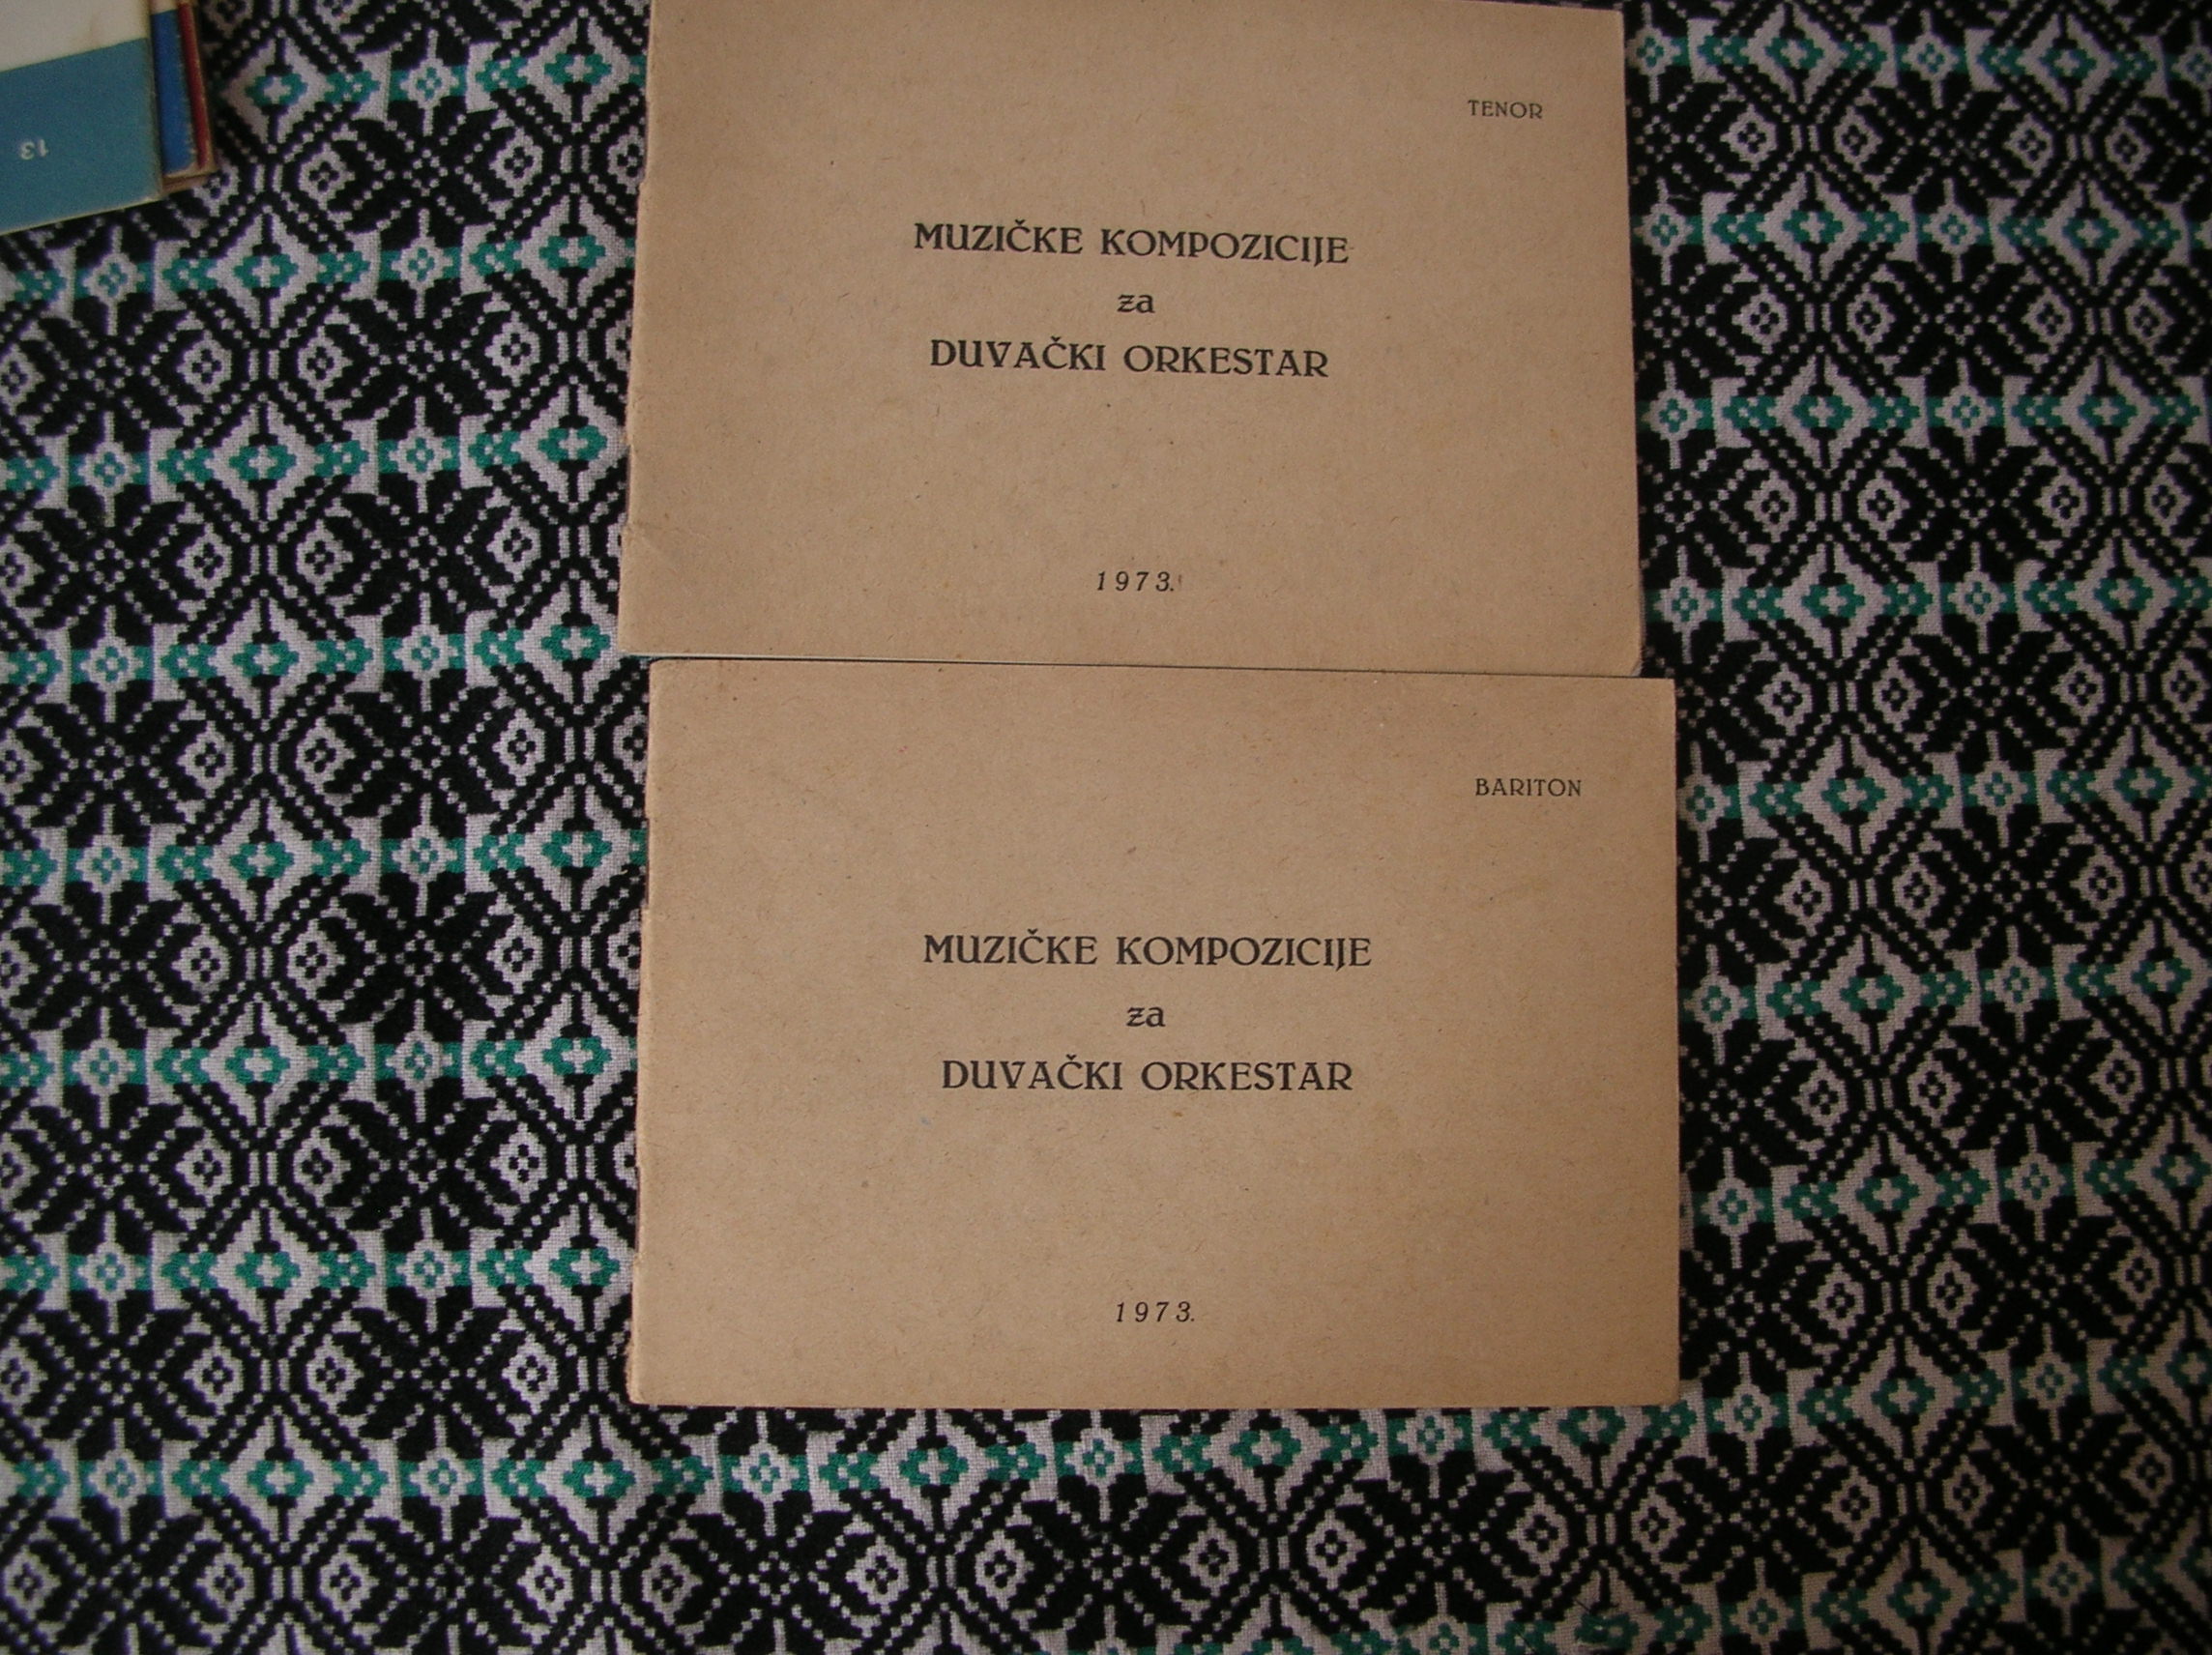 13
TENOR
MUZIČKE KOMPOZICIJE
za
DUVAČKI ORKESTAR
1973.
BARITON
MUZIČKE KOMPOZICIJE
za
DUVAČKI ORKESTAR
1973.